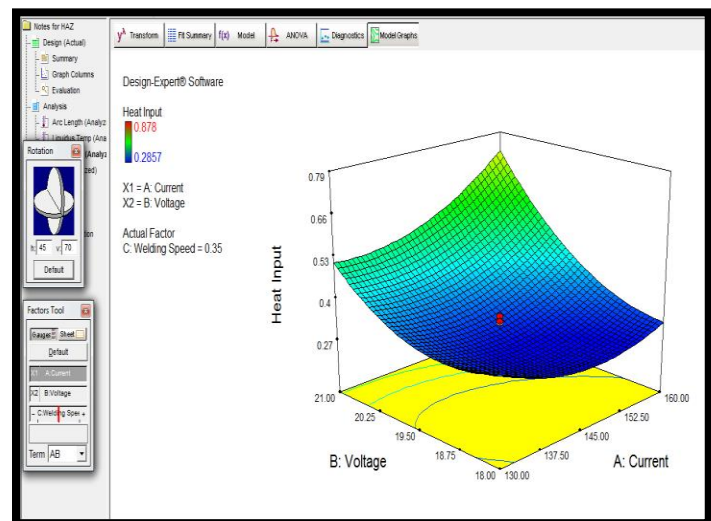 Notes for HAZ
Design (Actual)
Summary
Graph Columns
Evaluation
Analysis
Arc Length (Analyz
Liquidus Temp (Ana
(Analyz
zed)
Rotation
h: 45 v: 70
Default
Factors Tool
Gauges Sheet
Default
X1 A:Current
X2 B:Voltage
- C:Welding Spee +
Term AB
yλ Transform Fit Summary f(x) Model ANOVA Diagnostics Model Graphs
Design-Expert® Software
Heat Input
0.878
0.2857
X1 = A: Current
X2 = B: Voltage
Actual Factor
C: Welding Speed = 0.35
Heat Input
0.79
0.66
0.53
0.4
0.27
21.00
20.25
19.50
18.75
18.00
B: Voltage
130.00
137.50
145.00
152.50
160.00
A: Current